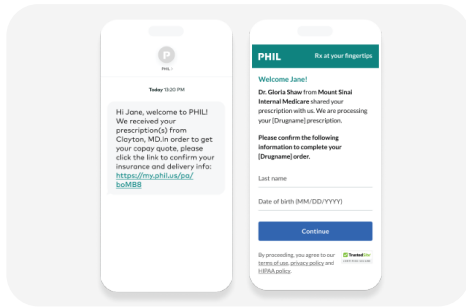 P
PHIL
Today 13:20 PM
Hi Jane, welcome to PHIL!
We received your
prescription(s) from
Clayton, MD.In order to get
your copay quote, please
click the link to confirm your
insurance and delivery info:
https://my.phil.us/pa/
boMB8
PHIL Rx at your fingertips
Welcome Jane!
Dr. Gloria Shaw from Mount Sinai
Internal Medicare shared your
prescription with us. We are processing
your [Drugname] prescription.
Please confirm the following
information to complete your
[Drugname] order.
Last name
Date of birth (MM/DD/YYYY)
Continue
By proceeding, you agree to our
terms of use, privacy policy and
HIPAA policy.
TrustedSite